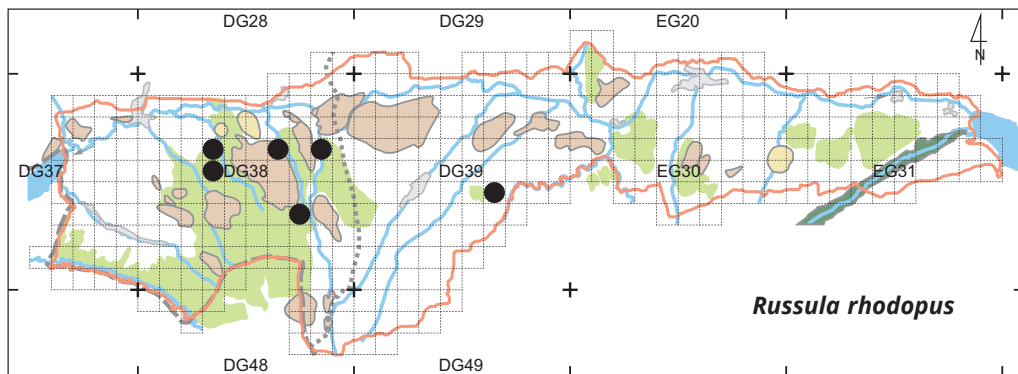 DG28 DG29 EG20
N
DG37 DG38 DG39 EG30 EG31
Russula rhodopus
DG48 DG49